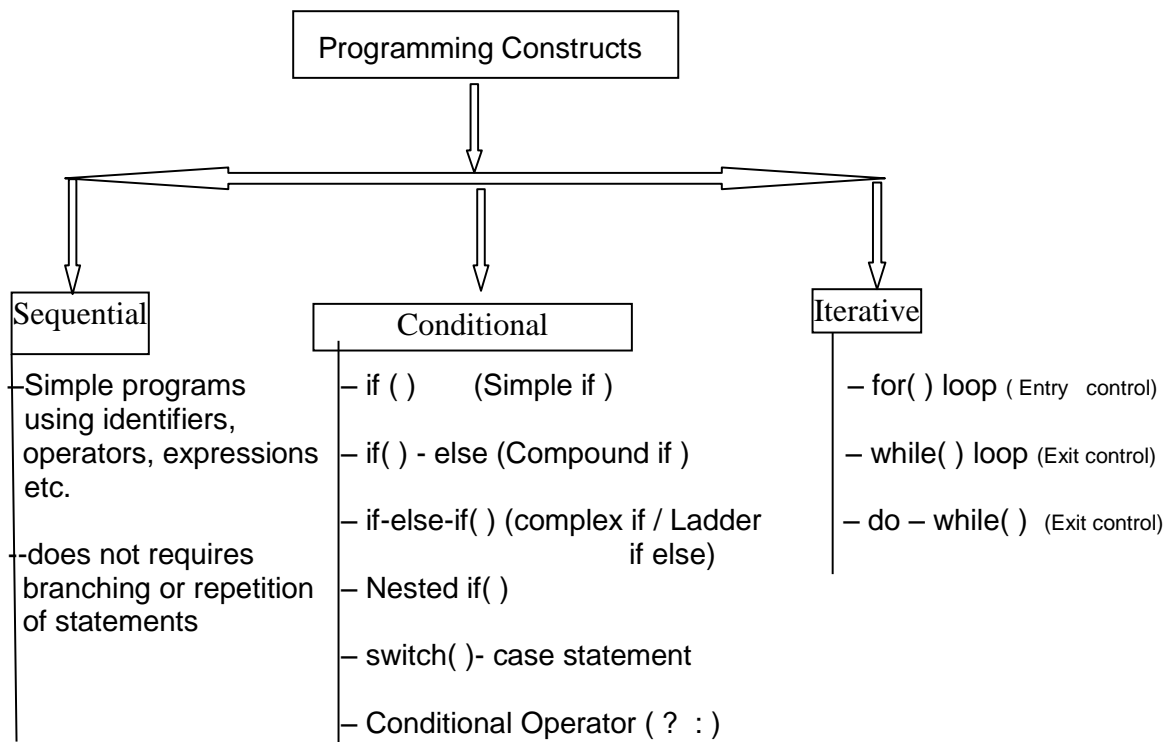 Programming Constructs
Sequential
–Simple programs
using identifiers,
operators, expressions
etc.
--does not requires
branching or repetition
of statements
Conditional
– if ( ) (Simple if )
– if( ) - else (Compound if )
– if-else-if( ) (complex if / Ladder
if else)
– Nested if( )
– switch( )- case statement
– Conditional Operator ( ? : )
Iterative
– for( ) loop ( Entry control)
– while( ) loop (Exit control)
– do – while( ) (Exit control)